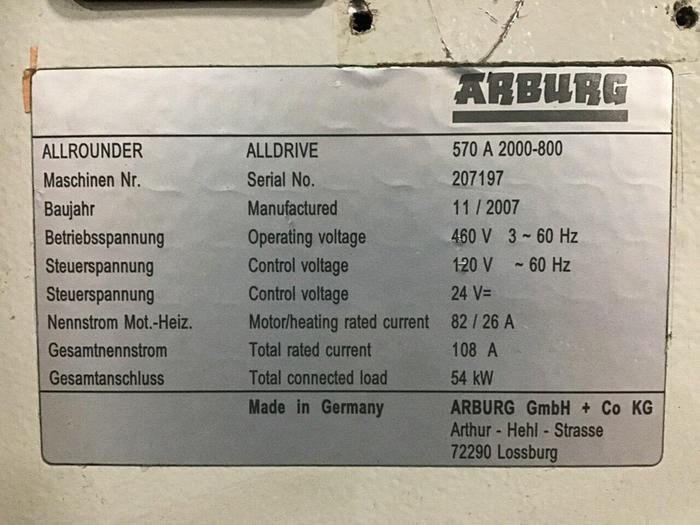 ARBURG
ALLROUNDER ALLDRIVE 570 A 2000-800
Maschinen Nr. Serial No. 207197
Baujahr Manufactured 11 / 2007
Betriebsspannung Operating voltage 460 V 3 ~ 60 Hz
Steuerspannung Control voltage 120 V ~ 60 Hz
Steuerspannung Control voltage 24 V=
Nennstrom Mot.-Heiz. Motor/heating rated current 82 / 26 A
Gesamtnennstrom Total rated current 108 A
Gesamtanschluss Total connected load 54 kW
Made in Germany ARBURG GmbH + Co KG
Arthur - Hehl - Strasse
72290 Lossburg